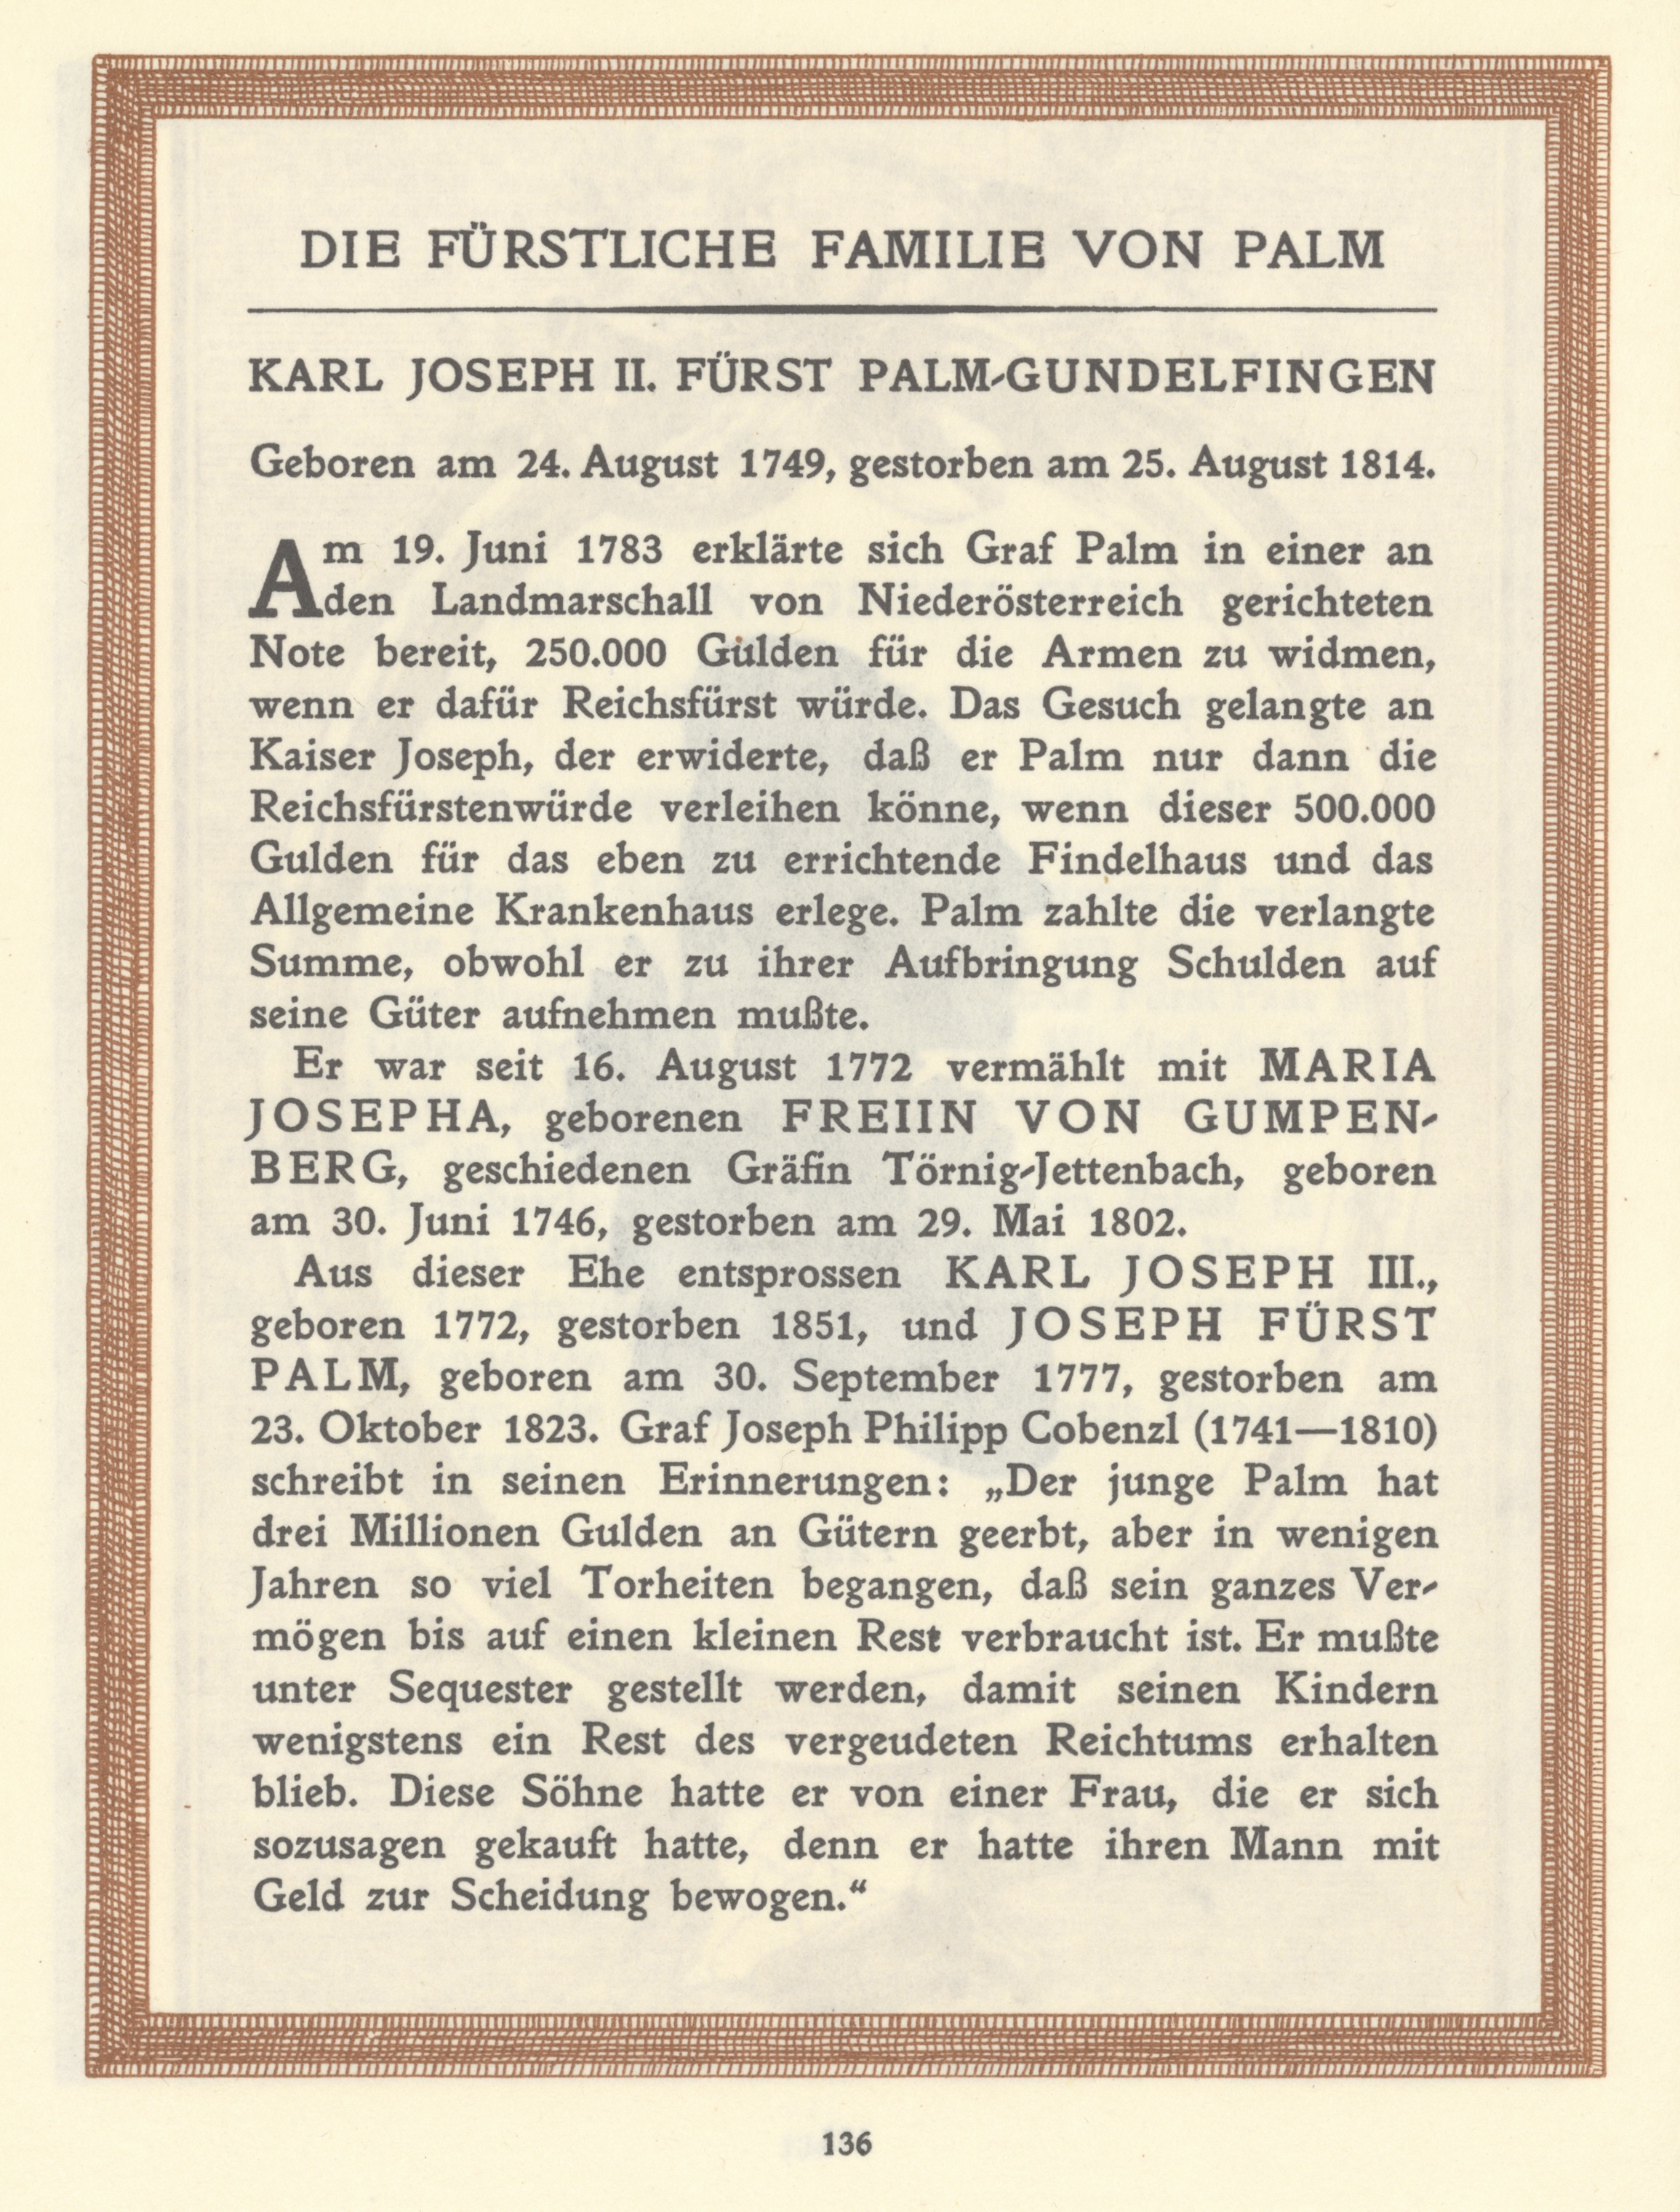 DIE FÜRSTLICHE FAMILIE VON PALM
KARL JOSEPH II. FÜRST PALM-GUNDELFINGEN
Geboren am 24. August 1749, gestorben am 25. August 1814.
Am 19. Juni 1783 erklärte sich Graf Palm in einer an
den Landmarschall von Niederösterreich gerichteten
Note bereit, 250.000 Gulden für die Armen zu widmen,
wenn er dafür Reichsfürst würde. Das Gesuch gelangte an
Kaiser Joseph, der erwiderte, daß er Palm nur dann die
Reichsfürstenwürde verleihen könne, wenn dieser 500.000
Gulden für das eben zu errichtende Findelhaus und das
Allgemeine Krankenhaus erlege. Palm zahlte die verlangte
Summe, obwohl er zu ihrer Aufbringung Schulden auf
seine Güter aufnehmen mußte.
Er war seit 16. August 1772 vermählt mit MARIA
JOSEPHA, geborenen FREIIN VON GUMPEN-
BERG, geschiedenen Gräfin Törnig-Jettenbach, geboren
am 30. Juni 1746, gestorben am 29. Mai 1802.
Aus dieser Ehe entsprossen KARL JOSEPH III.,
geboren 1772, gestorben 1851, und JOSEPH FÜRST
PALM, geboren am 30. September 1777, gestorben am
23. Oktober 1823. Graf Joseph Philipp Cobenzl (1741—1810)
schreibt in seinen Erinnerungen: „Der junge Palm hat
drei Millionen Gulden an Gütern geerbt, aber in wenigen
Jahren so viel Torheiten begangen, daß sein ganzes Ver-
mögen bis auf einen kleinen Rest verbraucht ist. Er mußte
unter Sequester gestellt werden, damit seinen Kindern
wenigstens ein Rest des vergeudeten Reichtums erhalten
blieb. Diese Söhne hatte er von einer Frau, die er sich
sozusagen gekauft hatte, denn er hatte ihren Mann mit
Geld zur Scheidung bewogen.“
136